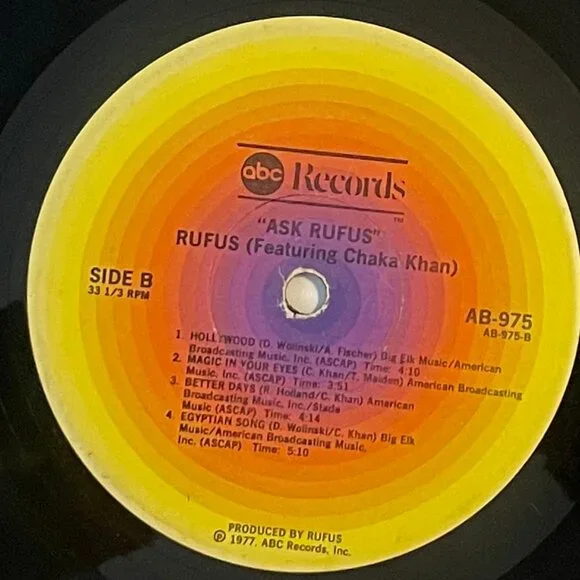 abc Records
™
"ASK RUFUS"
RUFUS (Featuring Chaka Khan)
SIDE B
33 1/3 RPM
AB-975
AB-975-B
1. HOLLYWOOD (D. Wolinski/A. Fischer) Big Elk Music/American
Broadcasting Music, Inc. (ASCAP) Time: 4:10
2. MAGIC IN YOUR EYES (C. Khan/T. Maiden) American Broadcasting
Music, Inc. (ASCAP) Time: 3:51
3. BETTER DAYS (R. Holland/C. Khan) American
Broadcasting Music, Inc./Slada
Music (ASCAP) Time: 4:14
4. EGYPTIAN SONG (D. Wolinski/C. Khan) Big Elk
Music/American Broadcasting Music,
Inc. (ASCAP) Time: 5:10
PRODUCED BY RUFUS
℗ 1977, ABC Records, Inc.